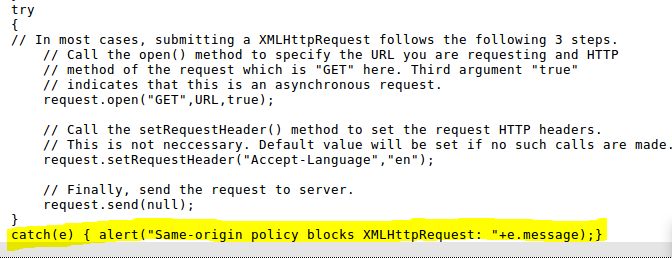 try
{
// In most cases, submitting a XMLHttpRequest follows the following 3 steps.
// Call the open() method to specify the URL you are requesting and HTTP
// method of the request which is "GET" here. Third argument "true"
// indicates that this is an asynchronous request.
request.open("GET",URL,true);
// Call the setRequestHeader() method to set the request HTTP headers.
// This is not neccessary. Default value will be set if no such calls are made.
request.setRequestHeader("Accept-Language","en");
// Finally, send the request to server.
request.send(null);
}
catch(e) { alert("Same-origin policy blocks XMLHttpRequest: "+e.message);}